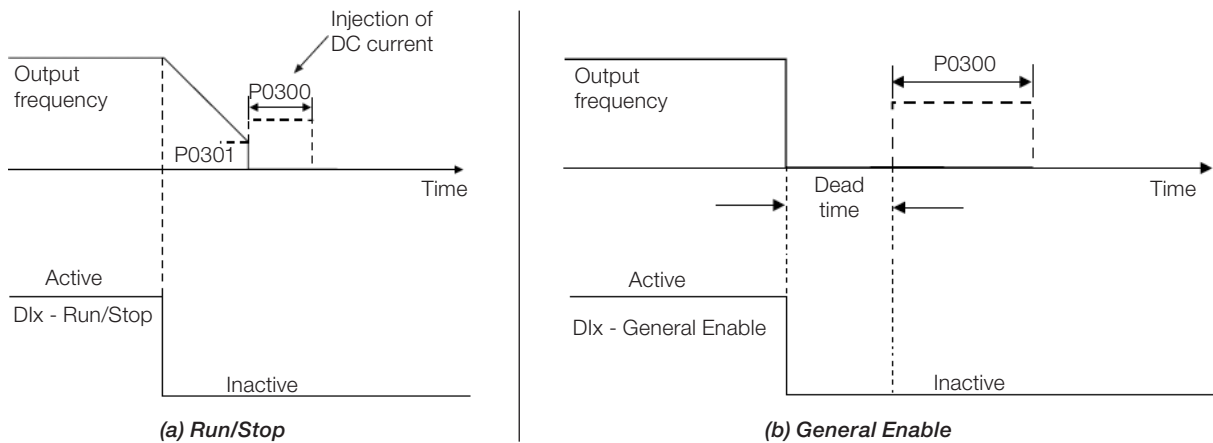 Injection of
DC current
Output
frequency
P0300
P0301
Time
Active
DIx - Run/Stop
Inactive
(a) Run/Stop
Output
frequency
P0300
Dead
time
Time
Active
DIx - General Enable
Inactive
(b) General Enable